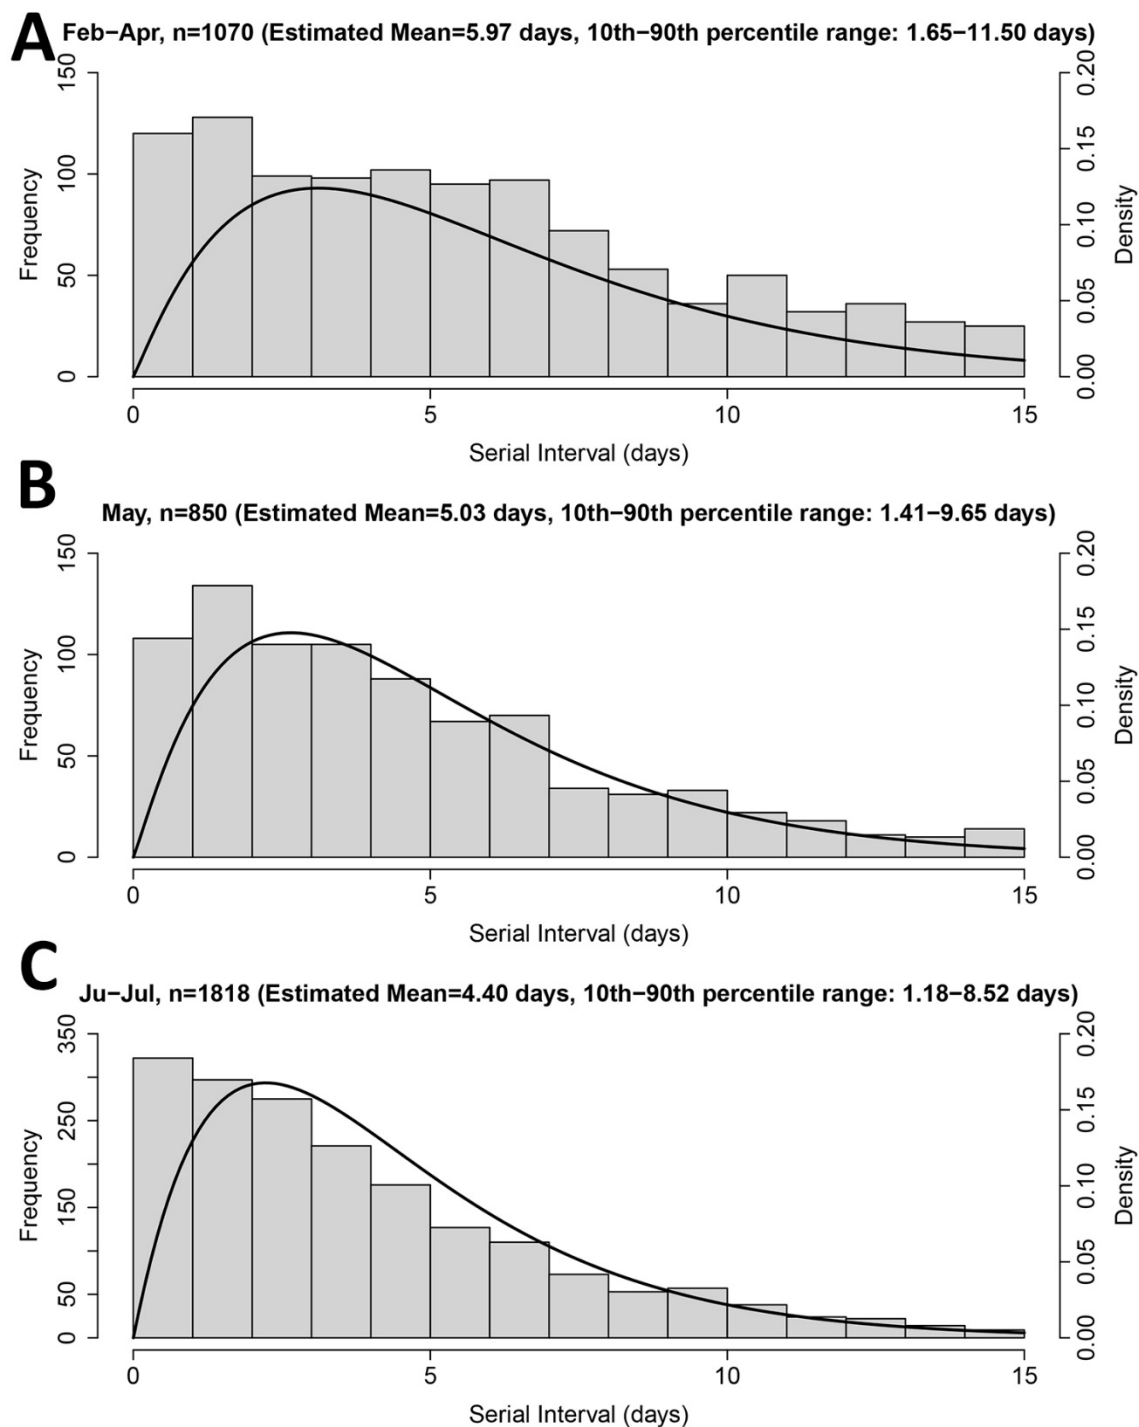 A
Feb−Apr, n=1070 (Estimated Mean=5.97 days, 10th−90th percentile range: 1.65−11.50 days)
150
100
50
0
Frequency
0.20
0.15
0.10
0.05
0.00
Density
0 5 10 15
Serial Interval (days)
B
May, n=850 (Estimated Mean=5.03 days, 10th−90th percentile range: 1.41−9.65 days)
150
100
50
0
Frequency
0.20
0.15
0.10
0.05
0.00
Density
0 5 10 15
Serial Interval (days)
C
Ju−Jul, n=1818 (Estimated Mean=4.40 days, 10th−90th percentile range: 1.18−8.52 days)
350
250
150
50
0
Frequency
0.20
0.15
0.10
0.05
0.00
Density
0 5 10 15
Serial Interval (days)